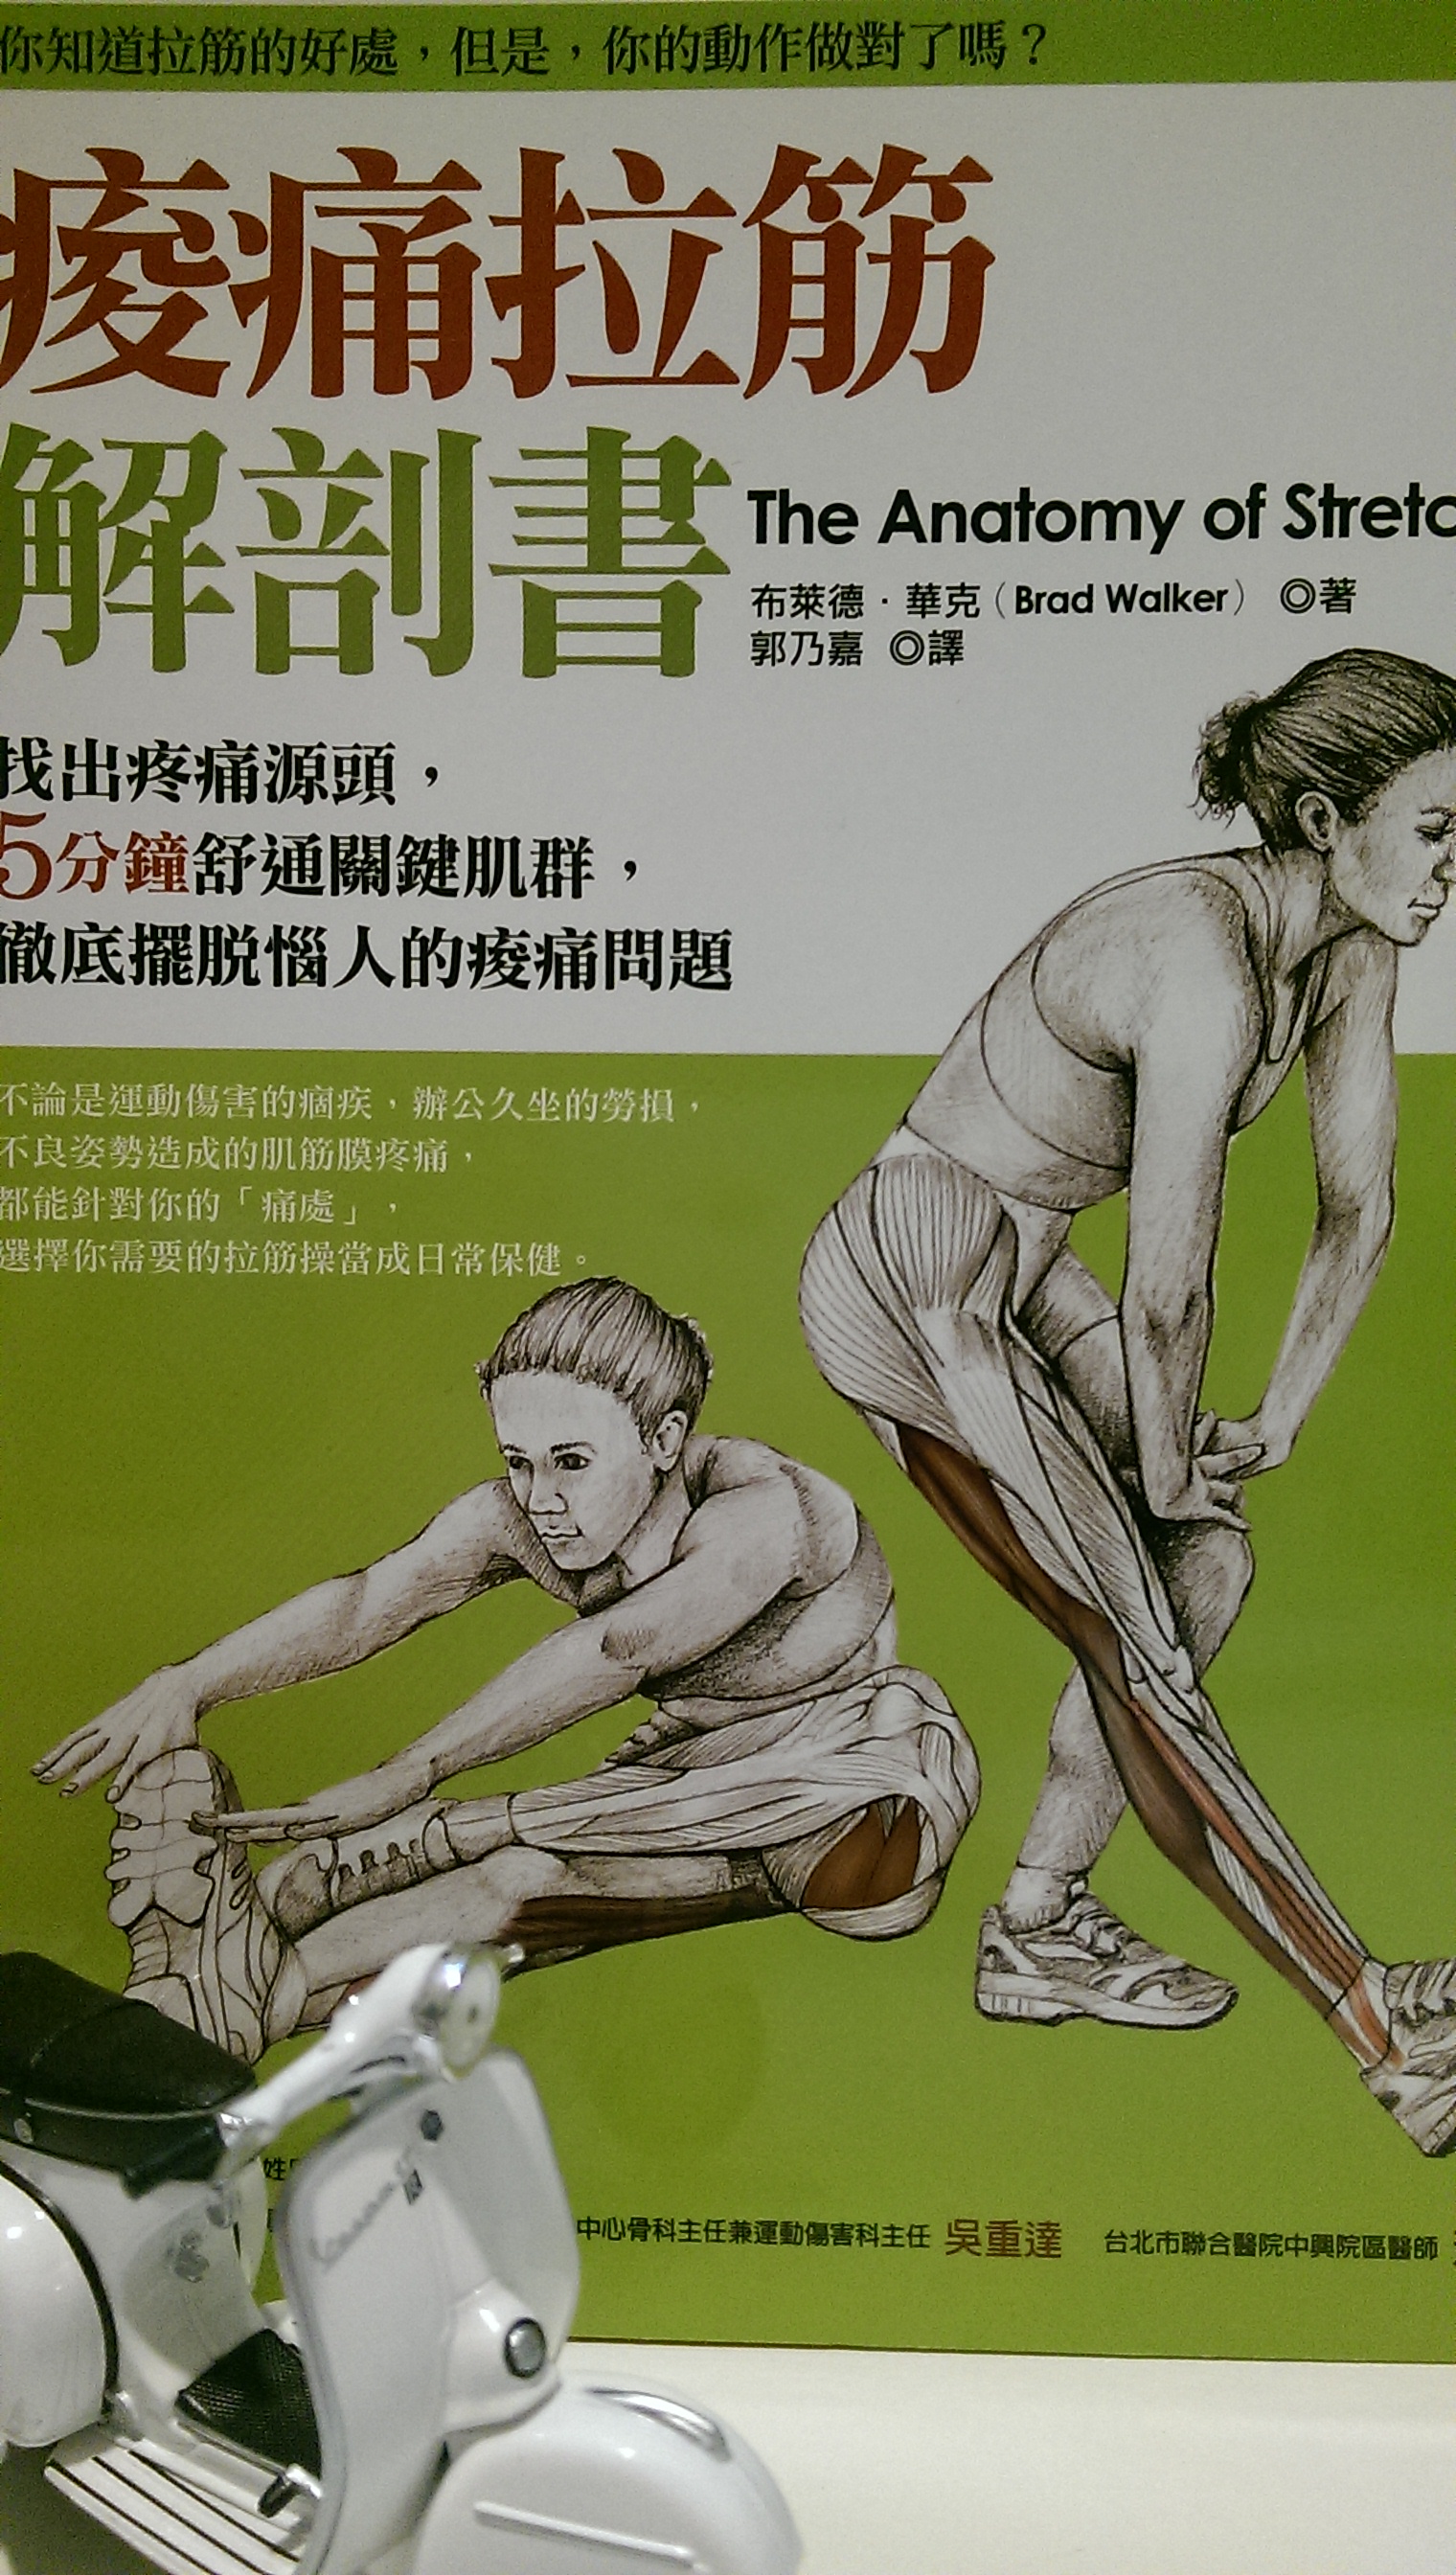 你知道拉筋的好處，但是，你的動作做對了嗎？
痠痛拉筋
解剖書
The Anatomy of
布萊德．華克（Brad Walker） ◎著
郭乃嘉 ◎譯
找出疼痛源頭，
5分鐘舒通關鍵肌群，
徹底擺脫惱人的痠痛問題
不論是運動傷害的痼疾，辦公久坐的勞損，
不良姿勢造成的肌筋膜疼痛，
都能針對你的「痛處」，
選擇你需要的拉筋操當成日常保健。
中心骨科主任兼運動傷害科主任 吳重達 台北市聯合醫院中興院區醫師